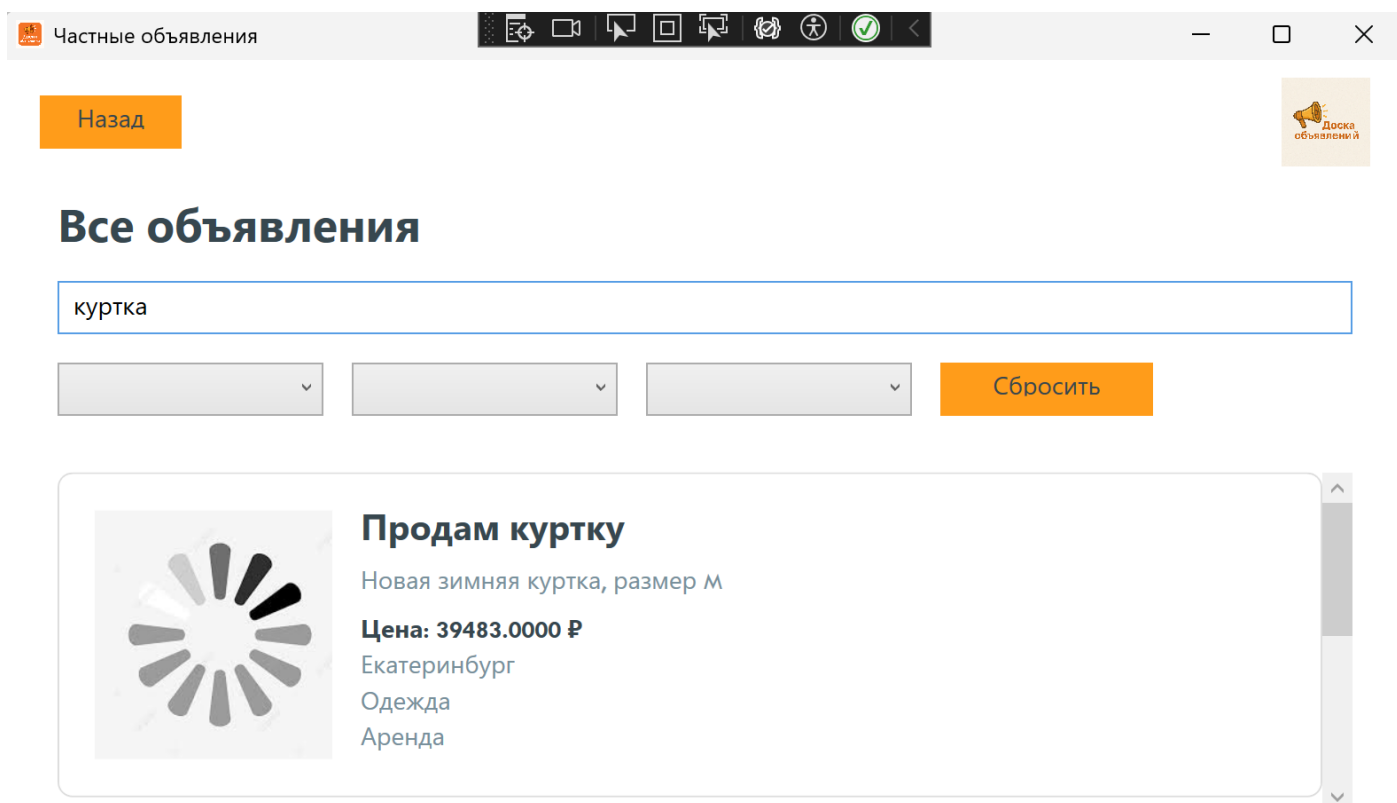 Частные объявления
Назад
Доска
объявлений
Все объявления
куртка
Сбросить
Продам куртку
Новая зимняя куртка, размер M
Цена: 39483.0000 ₽
Екатеринбург
Одежда
Аренда